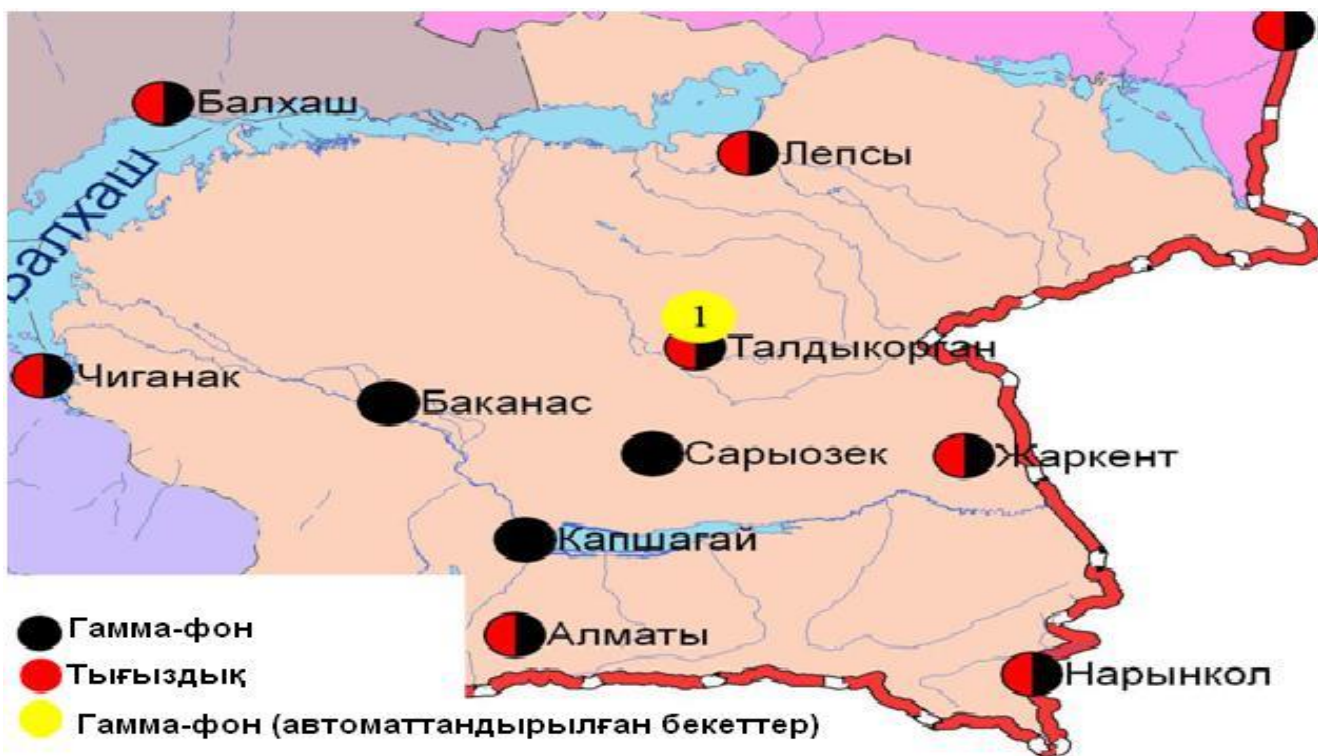 Балхаш
Балхаш
Лепсы
1
Талдыкорган
Чиганак
Баканас
Сарыозек
Жаркент
Капшагай
Алматы
Нарынкол
Гамма-фон
Тығыздық
Гамма-фон (автоматтандырылған бекеттер)